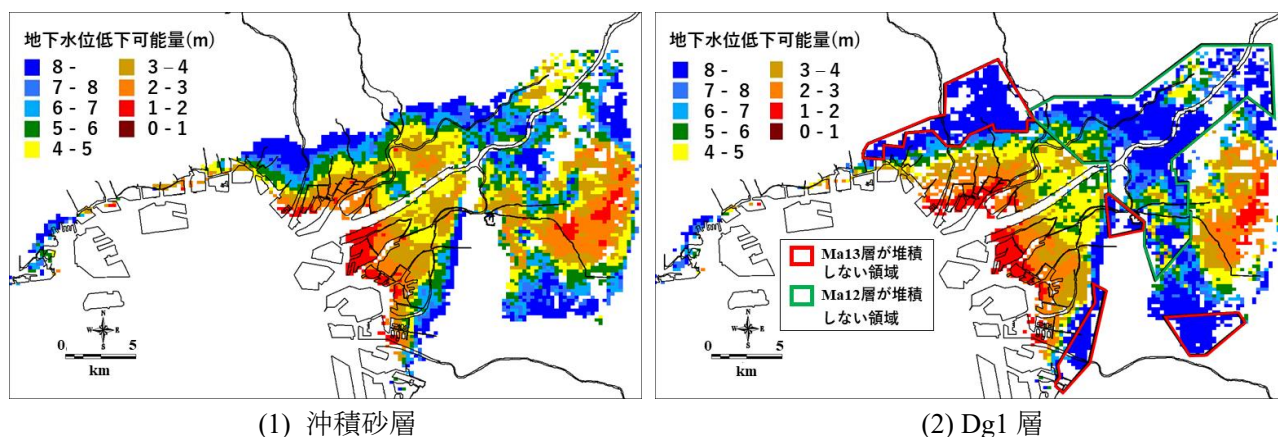 地下水位低下可能量(m)
8 -
7 - 8
6 - 7
5 - 6
4 - 5
3 – 4
2 - 3
1 - 2
0 - 1
N
W
E
S
0
5
km
(1) 沖積砂層
地下水位低下可能量(m)
8 -
7 - 8
6 - 7
5 - 6
4 - 5
3 – 4
2 - 3
1 - 2
0 - 1
Ma13層が堆積
しない領域
Ma12層が堆積
しない領域
N
W
E
S
0
5
km
(2) Dg1 層